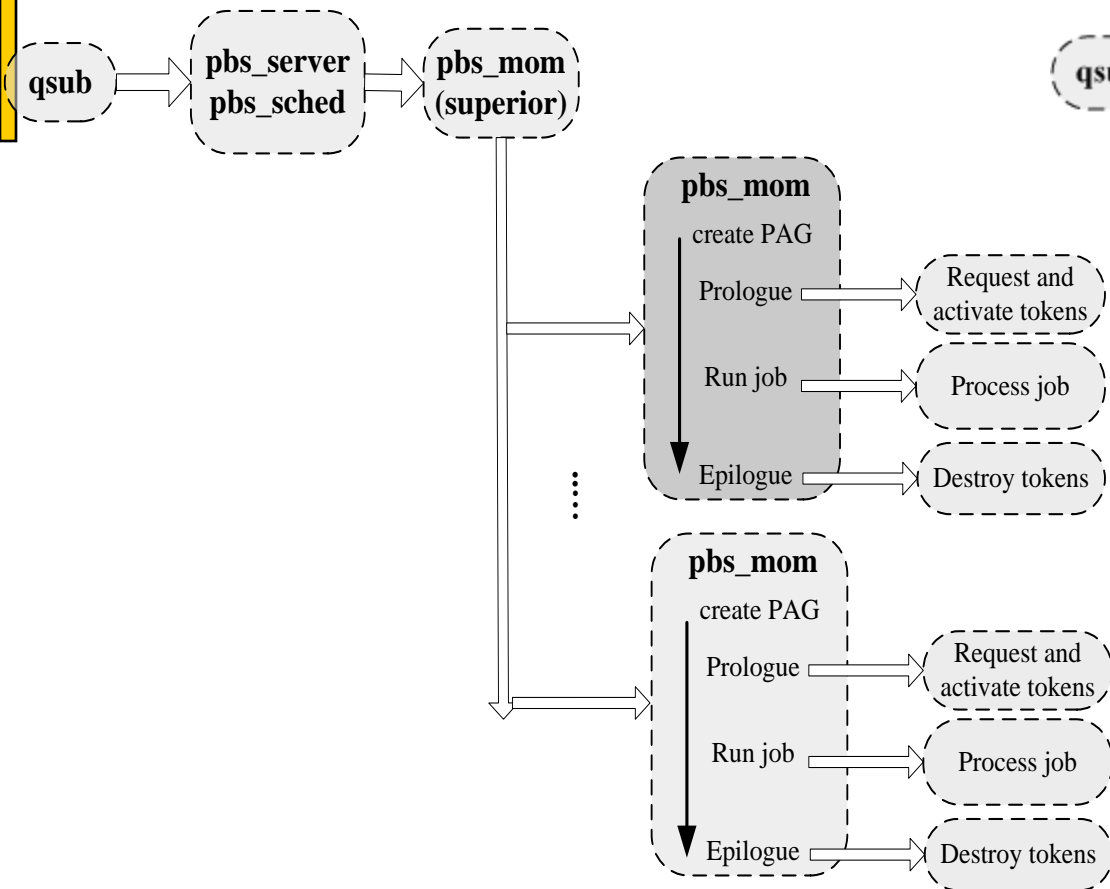 qsub
pbs_server
pbs_sched
pbs_mom
(superior)
pbs_mom
create PAG
Prologue
Request and
activate tokens
Run job
Process job
Epilogue
Destroy tokens
pbs_mom
create PAG
Prologue
Request and
activate tokens
Run job
Process job
Epilogue
Destroy tokens